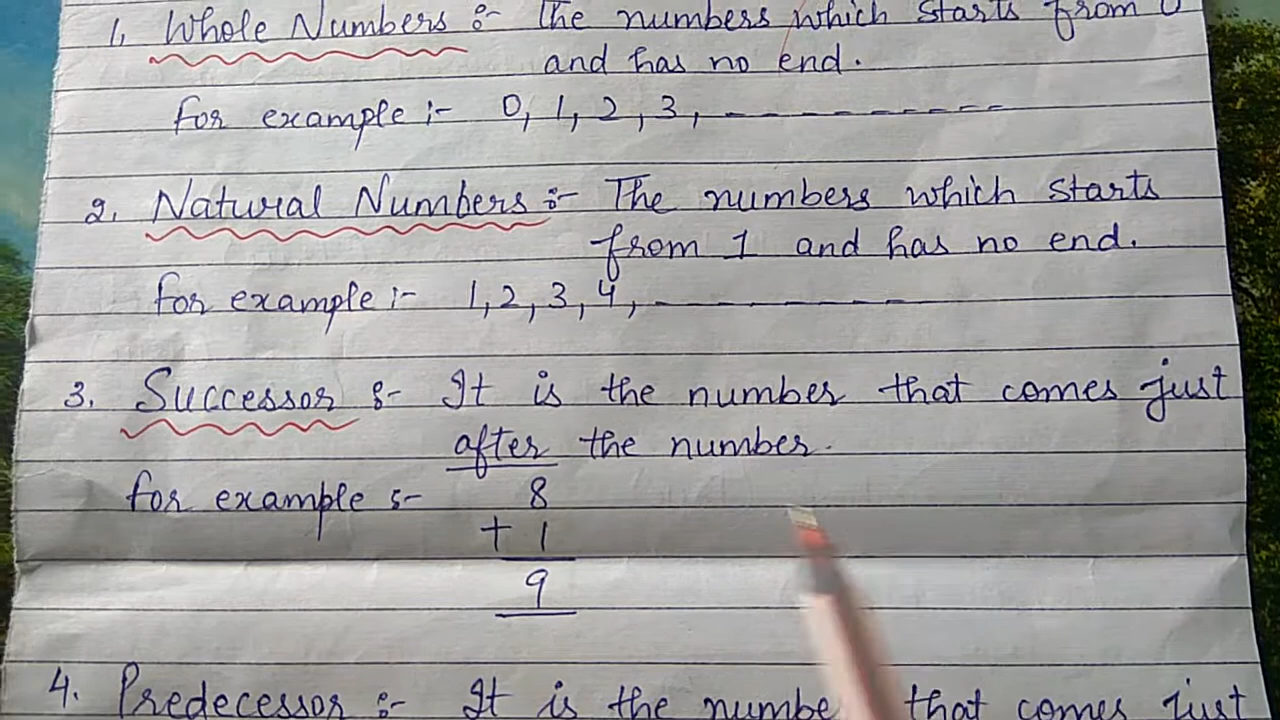 1. Whole Numbers :- The numbers which starts from 0
and has no end.
For example :- 0, 1, 2, 3, ----------
2. Natural Numbers :- The numbers which starts
from 1 and has no end.
For example :- 1, 2, 3, 4, --------
3. Successor :- It is the number that comes just
after the number.
For example :- 8
+ 1
9
4. Predecessor :- It is the number that comes just